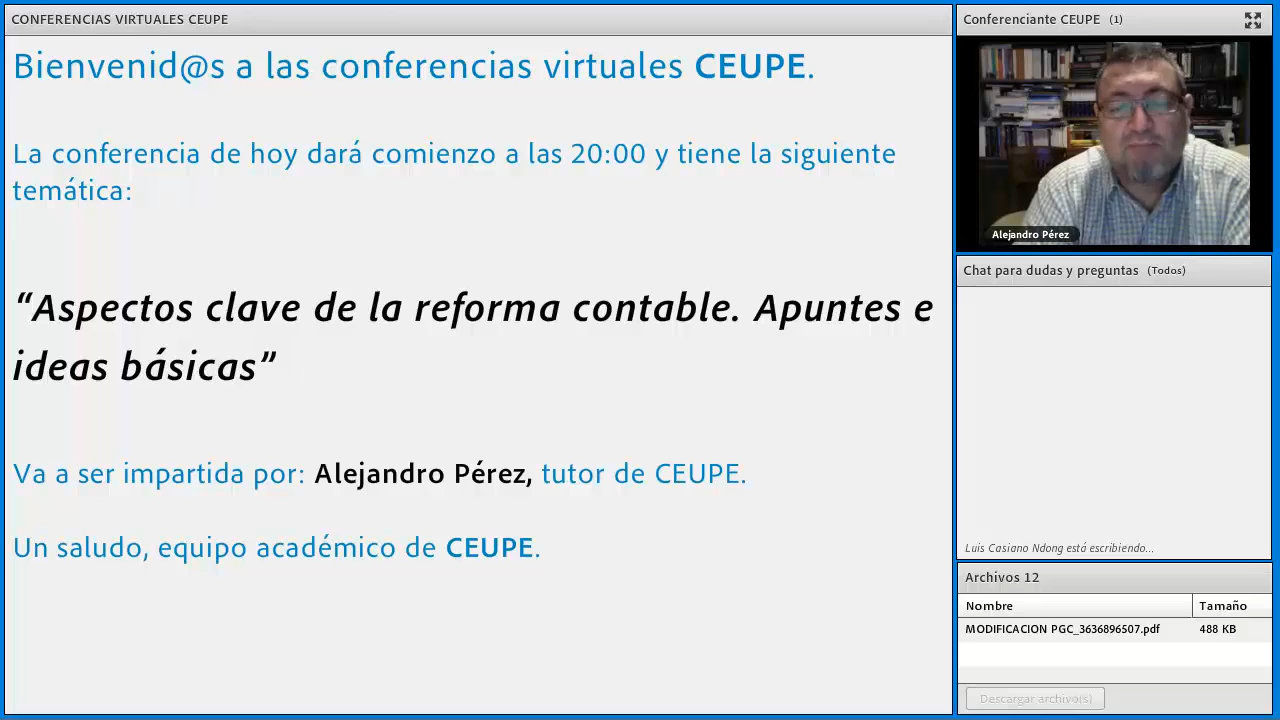 CONFERENCIAS VIRTUALES CEUPE
Bienvenid@s a las conferencias virtuales CEUPE.
La conferencia de hoy dará comienzo a las 20:00 y tiene la siguiente
temática:
“Aspectos clave de la reforma contable. Apuntes e
ideas básicas”
Va a ser impartida por: Alejandro Pérez, tutor de CEUPE.
Un saludo, equipo académico de CEUPE.
Conferenciante CEUPE (1)
Alejandro Pérez
Chat para dudas y preguntas (Todos)
Luis Casiano Ndong está escribiendo...
Archivos 12
Nombre Tamaño
MODIFICACION PGC_3636896507.pdf 488 KB
Descargar archivo(s)